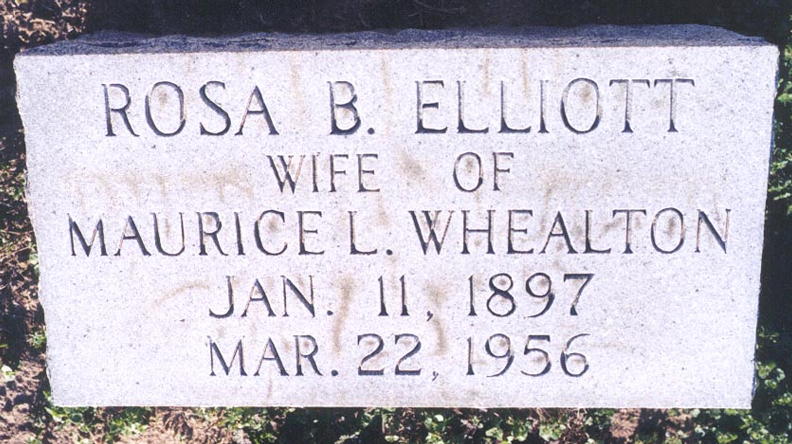 ROSA B. ELLIOTT
WIFE OF
MAURICE L. WHEALTON
JAN. 11, 1897
MAR. 22, 1956